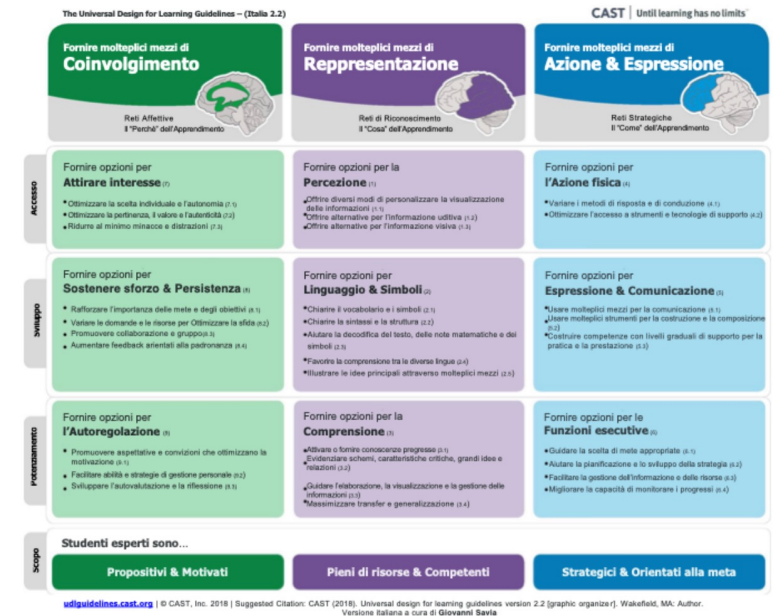 The Universal Design for Learning Guidelines – (Italia 2.2)
CAST | Until learning has no limits
Fornire molteplici mezzi di
Coinvolgimento
Reti Affettive
Il "Perchè" dell'Apprendimento
Fornire molteplici mezzi di
Reppresentazione
Reti di Riconoscimento
Il "Cosa" dell'Apprendimento
Fornire molteplici mezzi di
Azione & Espressione
Reti Strategiche
Il "Come" dell'Apprendimento
Accesso
Fornire opzioni per
Attirare interesse (7)
•Ottimizzare la scelta individuale e l'autonomia (7.1)
•Ottimizzare la pertinenza, il valore e l'autenticità (7.2)
•Ridurre al minimo minacce e distrazioni (7.3)
Fornire opzioni per la
Percezione (1)
•Offrire diversi modi di personalizzare la visualizzazione
delle informazioni (1.1)
•Offrire alternative per l'informazione uditiva (1.2)
•Offrire alternative per l'informazione visiva (1.3)
Fornire opzioni per
l'Azione fisica (4)
•Variare i metodi di risposta e di conduzione (4.1)
•Ottimizzare l'accesso a strumenti e tecnologie di supporto (4.2)
Sviluppo
Fornire opzioni per
Sostenere sforzo & Persistenza (8)
• Rafforzare l'importanza delle mete e degli obiettivi (8.1)
• Variare le domande e le risorse per Ottimizzare la sfida (8.2)
• Promuovere collaborazione e gruppo(8.3)
• Aumentare feedback arientati alla padronanza (8.4)
Fornire opzioni per
Linguaggio & Simboli (2)
•Chiarire il vocabolario e i simboli (2.1)
•Chiarire la sintassi e la struttura (2.2)
•Aiutare la decodifica del testo, delle note matematiche e dei
simboli (2.3)
•Favorire la comprensione tra le diverse lingue (2.4)
•Illustrare le idee principali attraverso molteplici mezzi (2.5)
Fornire opzioni per
Espressione & Comunicazione (5)
•Usare molteplici mezzi per la comunicazione (5.1)
•Usare molteplici strumenti per la costruzione e la composizione
(5.2)
•Costruire competenze con livelli graduali di supporto per la
pratica e la prestazione (5.3)
Potenziamento
Fornire opzioni per
l'Autoregolazione (9)
• Promuovere aspettative e convizioni che ottimizzano la
motivazione (9.1)
• Facilitare abilità e strategie di gestione personale (9.2)
• Sviluppare l'autovalutazione e la riflessione (9.3)
Fornire opzioni per la
Comprensione (3)
•Attivare o fornire conoscenze pregresse (3.1)
•Evidenziare schemi, caratteristiche critiche, grandi idee e
relazioni (3.2)
•Guidare l'elaborazione, la visualizzazione e la gestione delle
informazioni (3.3)
•Massimizzare transfer e generalizzazione (3.4)
Fornire opzioni per le
Funzioni esecutive (6)
•Guidare la scelta di mete appropriate (6.1)
•Aiutare la pianificazione e lo sviluppo della strategia (6.2)
•Facilitare la gestione dell'informazione e delle risorse (6.3)
•Migliorare la capacità di monitorare i progressi (6.4)
Scopo
Studenti esperti sono...
Propositivi & Motivati
Pieni di risorse & Competenti
Strategici & Orientati alla meta
udlguidelines.cast.org | © CAST, Inc. 2018 | Suggested Citation: CAST (2018). Universal design for learning guidelines version 2.2 [graphic organizer]. Wakefield, MA: Author.
Versione italiana a cura di Giovanni Savia